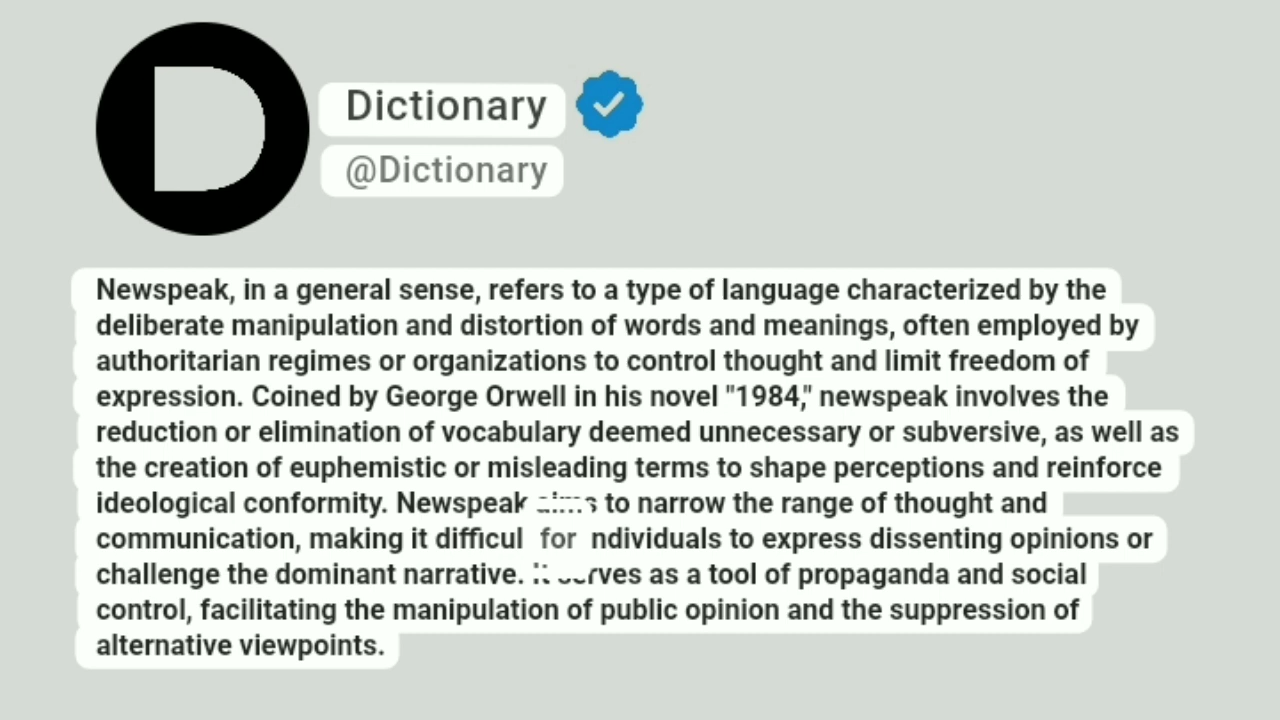 D
Dictionary
@Dictionary
Newspeak, in a general sense, refers to a type of language characterized by the
deliberate manipulation and distortion of words and meanings, often employed by
authoritarian regimes or organizations to control thought and limit freedom of
expression. Coined by George Orwell in his novel "1984," newspeak involves the
reduction or elimination of vocabulary deemed unnecessary or subversive, as well as
the creation of euphemistic or misleading terms to shape perceptions and reinforce
ideological conformity. Newspeak aims to narrow the range of thought and
communication, making it difficul for ndividuals to express dissenting opinions or
challenge the dominant narrative. It serves as a tool of propaganda and social
control, facilitating the manipulation of public opinion and the suppression of
alternative viewpoints.